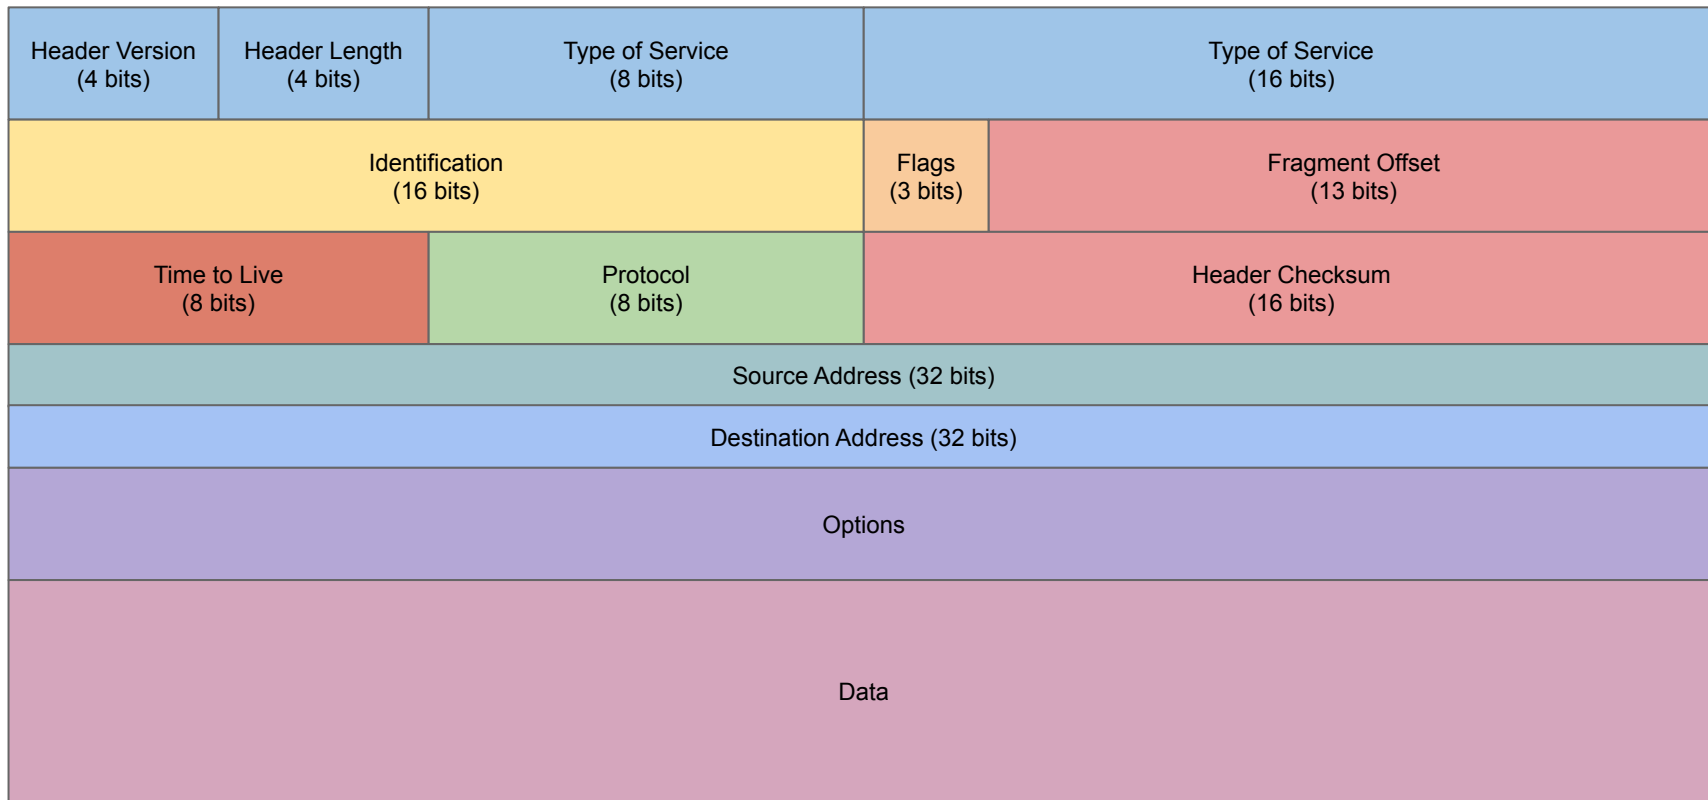 Header Version
(4 bits)
Header Length
(4 bits)
Type of Service
(8 bits)
Type of Service
(16 bits)
Identification
(16 bits)
Flags
(3 bits)
Fragment Offset
(13 bits)
Time to Live
(8 bits)
Protocol
(8 bits)
Header Checksum
(16 bits)
Source Address (32 bits)
Destination Address (32 bits)
Options
Data